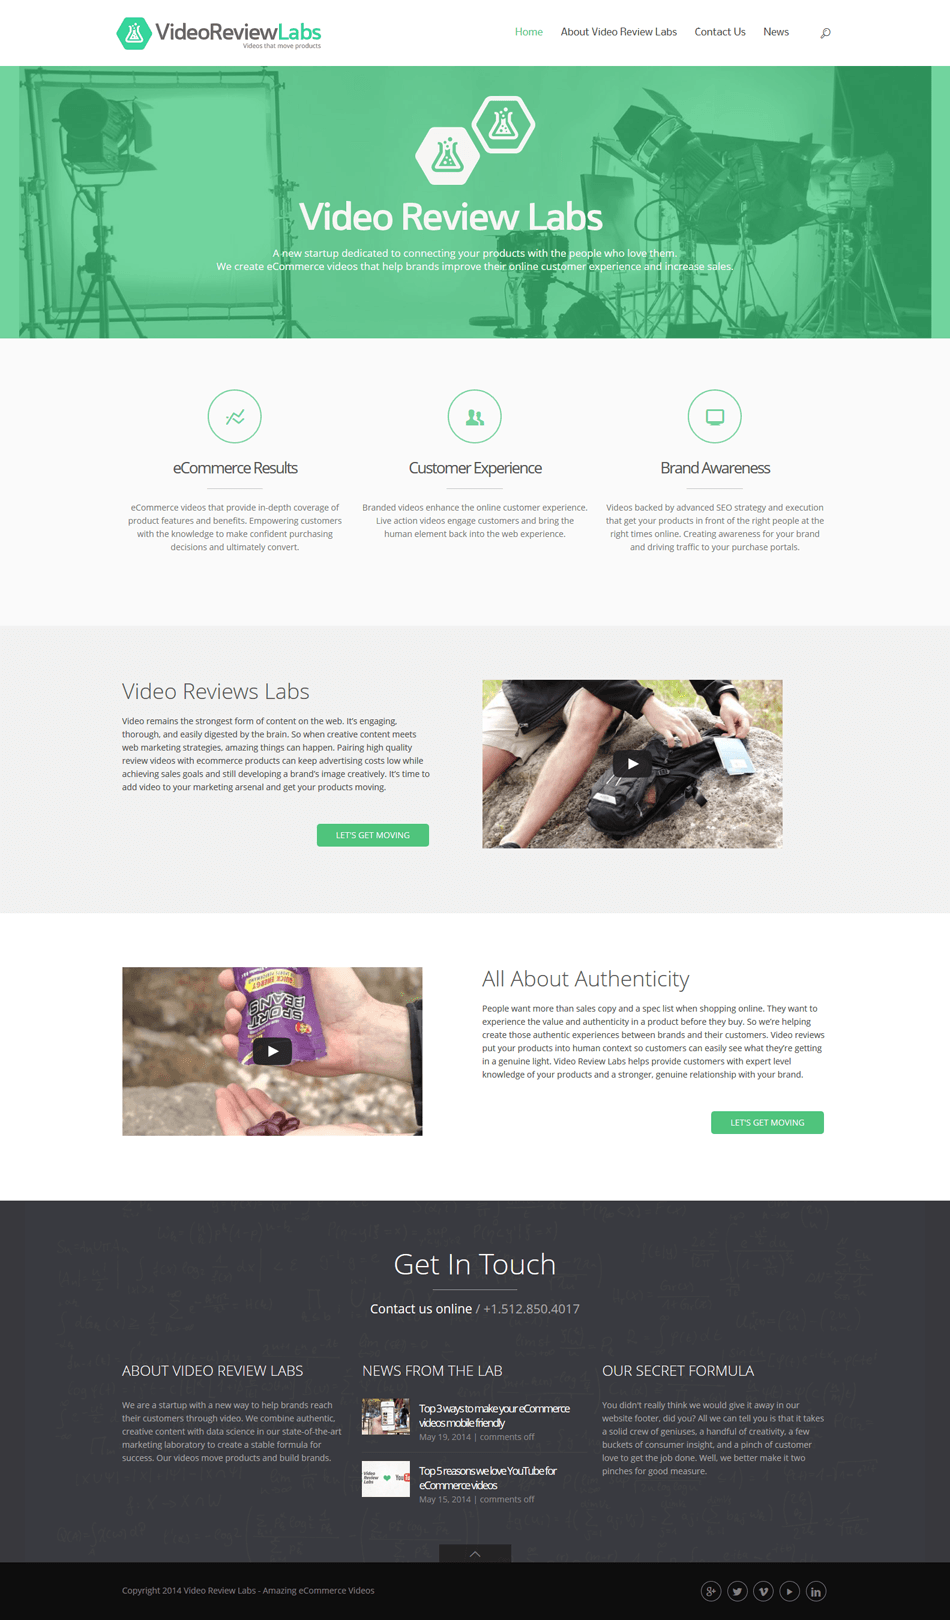 VideoReviewLabs
Videos that move products
Home
About Video Review Labs
Contact Us
News
Video Review Labs
A new startup dedicated to connecting your products with the people who love them.
We create eCommerce videos that help brands improve their online customer experience and increase sales.
eCommerce Results
eCommerce videos that provide in-depth coverage of
product features and benefits. Empowering customers
with the knowledge to make confident purchasing
decisions and ultimately convert.
Customer Experience
Branded videos enhance the online customer experience.
Live action videos engage customers and bring the
human element back into the web experience.
Brand Awareness
Videos backed by advanced SEO strategy and execution
that get your products in front of the right people at the
right times online. Creating awareness for your brand
and driving traffic to your purchase portals.
Video Reviews Labs
Video remains the strongest form of content on the web. It's engaging,
thorough, and easily digested by the brain. So when creative content meets
web marketing strategies, amazing things can happen. Pairing high quality
review videos with ecommerce products can keep advertising costs low while
achieving sales goals and still developing a brand's image creatively. It's time to
add video to your marketing arsenal and get your products moving.
LET'S GET MOVING
SPORT
BEANS
All About Authenticity
People want more than sales copy and a spec list when shopping online. They want to
experience the value and authenticity in a product before they buy. So we're helping
create those authentic experiences between brands and their customers. Video reviews
put your products into human context so customers can easily see what they're getting
in a genuine light. Video Review Labs helps provide customers with expert level
knowledge of your products and a stronger, genuine relationship with your brand.
LET'S GET MOVING
Get In Touch
Contact us online / +1.512.850.4017
ABOUT VIDEO REVIEW LABS
We are a startup with a new way to help brands reach
their customers through video. We combine authentic,
creative content with data science in our state-of-the-art
marketing laboratory to create a stable formula for
success. Our videos move products and build brands.
NEWS FROM THE LAB
Top 3 ways to make your eCommerce
videos mobile friendly
May 19, 2014 | comments off
Video
Review
Labs
You
Top 5 reasons we love YouTube for
eCommerce videos
May 15, 2014 | comments off
OUR SECRET FORMULA
You didn't really think we would give it away in our
website footer, did you? All we can tell you is that it takes
a solid crew of geniuses, a handful of creativity, a few
buckets of consumer insight, and a pinch of customer
love to get the job done. Well, we better make it two
pinches for good measure.
Copyright 2014 Video Review Labs - Amazing eCommerce Videos